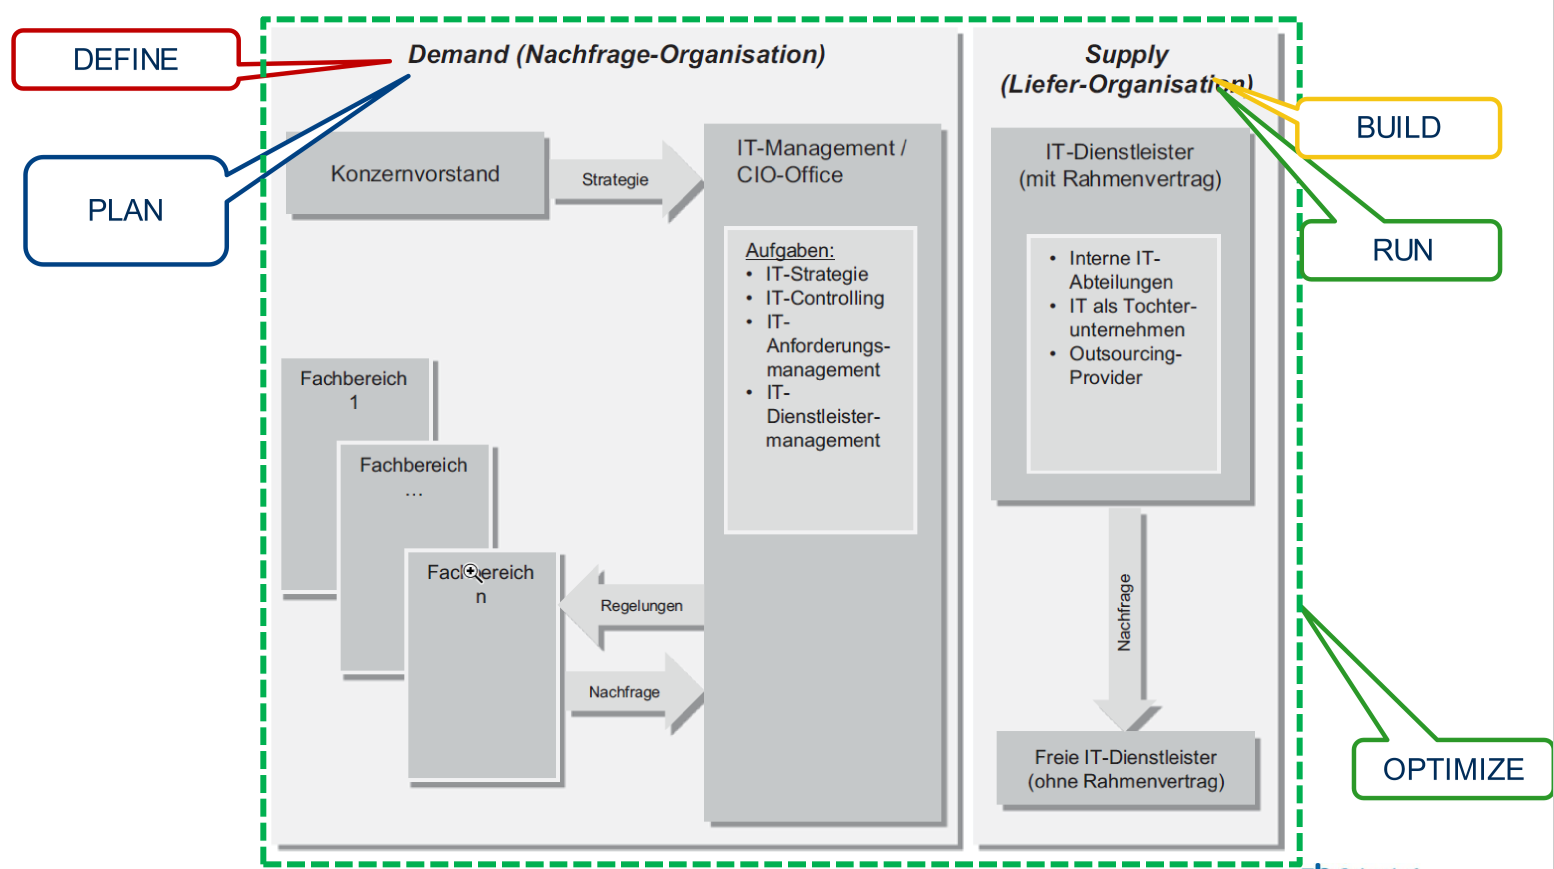 DEFINE
PLAN
Demand (Nachfrage-Organisation)
Konzernvorstand
Strategie
IT-Management /
CIO-Office
Aufgaben:
• IT-Strategie
• IT-Controlling
• IT-
Anforderungs-
management
• IT-
Dienstleister-
management
Fachbereich
1
Fachbereich
...
Fachbereich
n
Regelungen
Nachfrage
Supply
(Liefer-Organisation)
IT-Dienstleister
(mit Rahmenvertrag)
• Interne IT-
Abteilungen
• IT als Tochter-
unternehmen
• Outsourcing-
Provider
Nachfrage
Freie IT-Dienstleister
(ohne Rahmenvertrag)
BUILD
RUN
OPTIMIZE